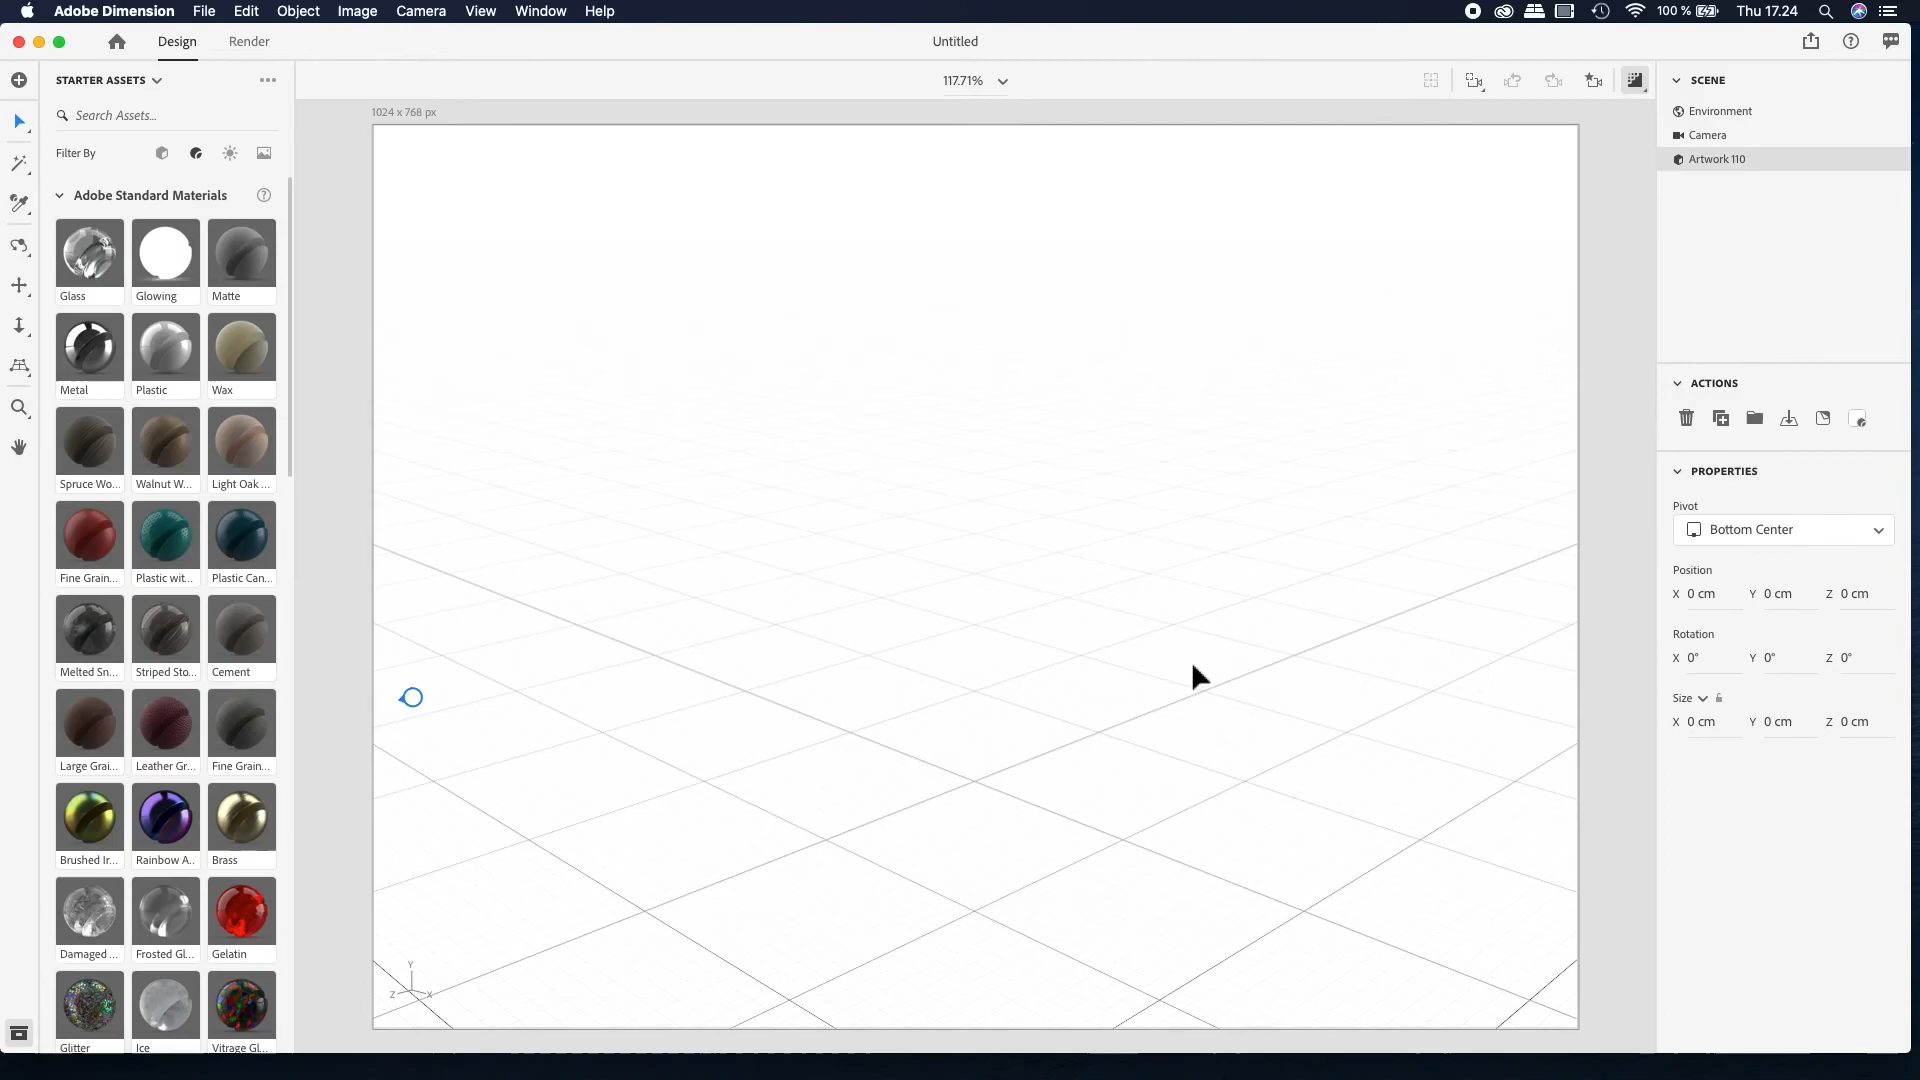 Adobe Dimension File Edit Object Image Camera View Window Help 100 % Thu 17.24
Design Render Untitled
STARTER ASSETS
117.71%
SCENE
Search Assets...
1024 x 768 px
Environment
Camera
Filter By
Artwork 110
Adobe Standard Materials
Glass Glowing Matte
Metal Plastic Wax
Spruce Wo... Walnut W... Light Oak ...
Fine Grain... Plastic wit... Plastic Can...
Melted Sn... Striped Sto... Cement
Large Grai... Leather Gr... Fine Grain...
Brushed Ir... Rainbow A... Brass
Damaged ... Frosted Gl... Gelatin
Glitter Ice Vitrage Gl...
ACTIONS
PROPERTIES
Pivot
Bottom Center
Position
X 0 cm Y 0 cm Z 0 cm
Rotation
X 0° Y 0° Z 0°
Size
X 0 cm Y 0 cm Z 0 cm
Y
Z X